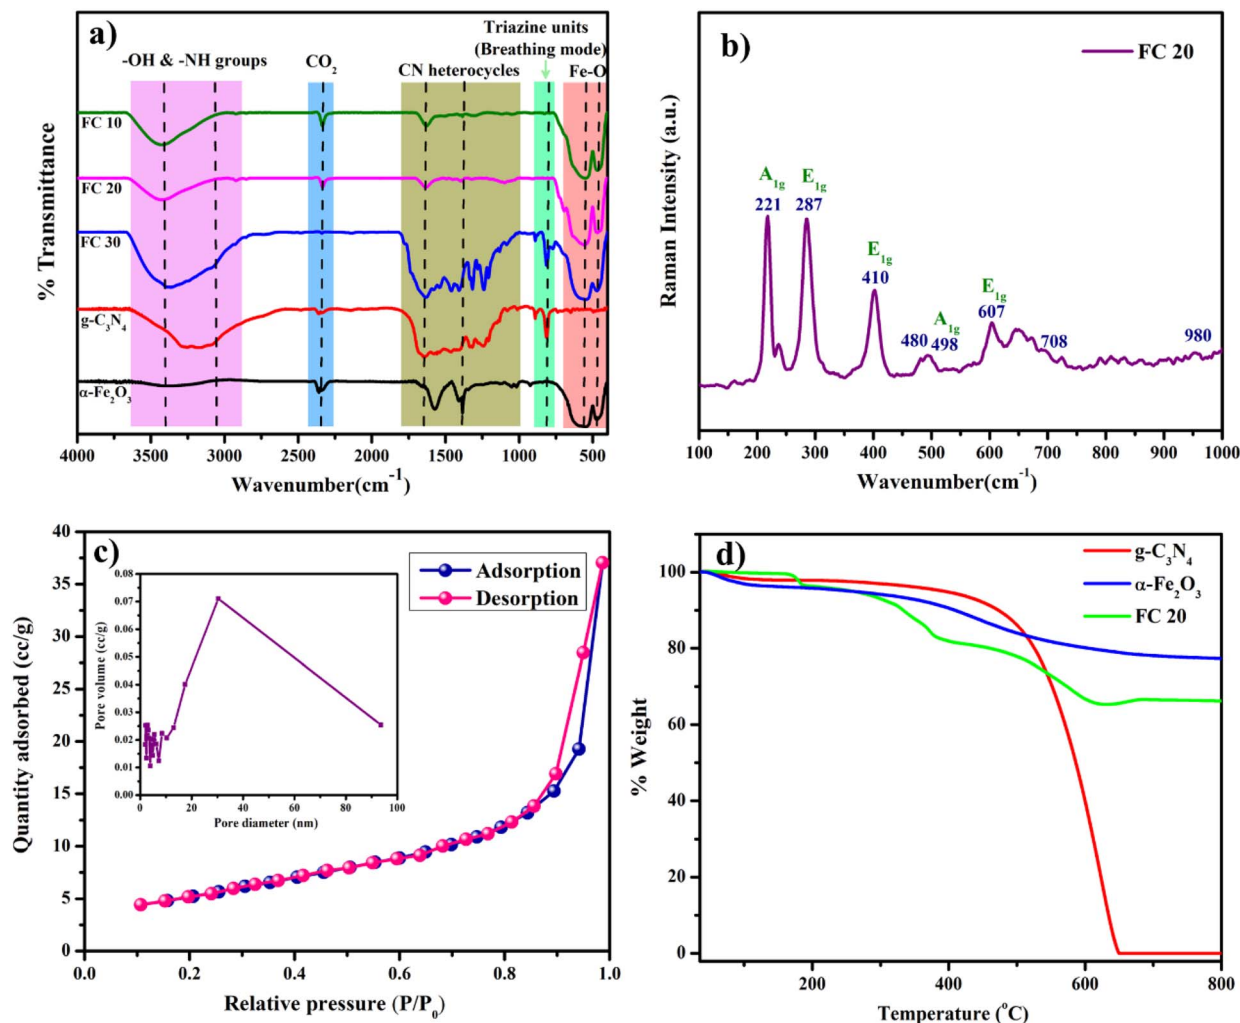 a)
Triazine units
(Breathing mode)
-OH & -NH groups
CO₂
CN heterocycles
Fe-O
FC 10
FC 20
FC 30
g-C₃N₄
α-Fe₂O₃
% Transmittance
4000 3500 3000 2500 2000 1500 1000 500
Wavenumber(cm⁻¹)
b)
FC 20
A₁g
221
E₁g
287
E₁g
410
480
A₁g
498
E₁g
607
708
980
Raman Intensity (a.u.)
100 200 300 400 500 600 700 800 900 1000
Wavenumber(cm⁻¹)
c)
Adsorption
Desorption
Quantity adsorbed (cc/g)
40
35
30
25
20
15
10
5
0
0.0 0.2 0.4 0.6 0.8 1.0
Relative pressure (P/P₀)
Pore volume (cc/g)
0.08
0.07
0.06
0.05
0.04
0.03
0.02
0.01
0.00
0 20 40 60 80 100
Pore diameter (nm)
d)
g-C₃N₄
α-Fe₂O₃
FC 20
% Weight
100
80
60
40
20
0
200 400 600 800
Temperature (°C)